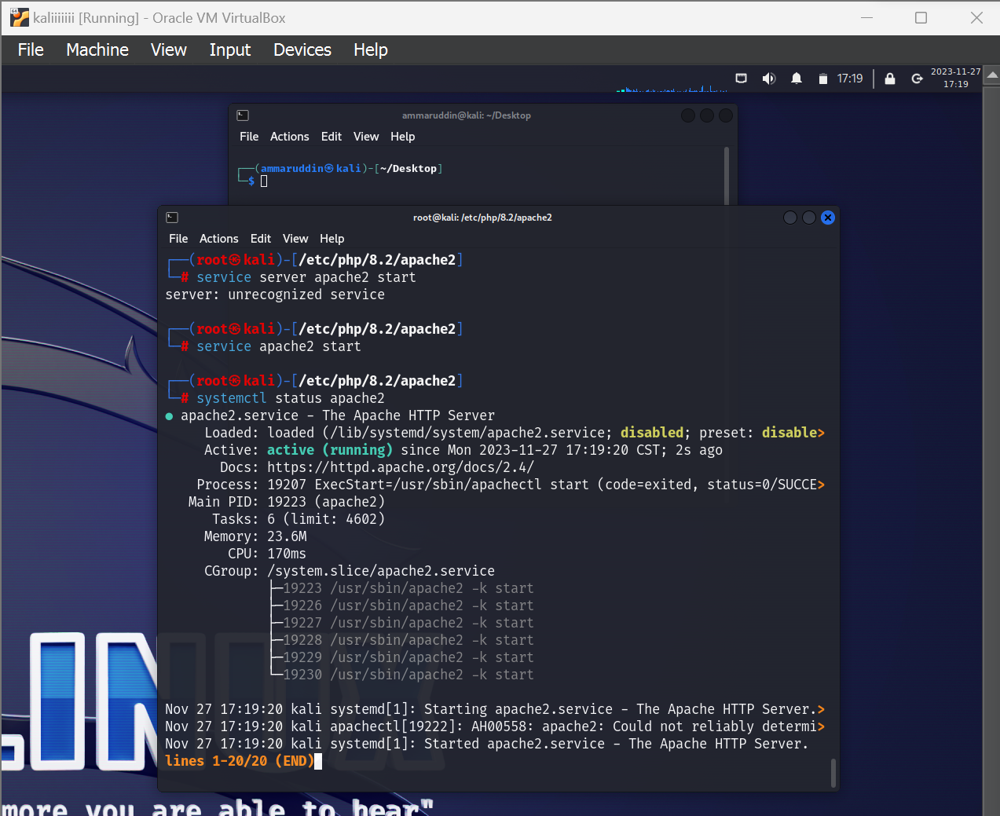 kaliiiiiii [Running] - Oracle VM VirtualBox
File Machine View Input Devices Help
17:19
2023-11-27
17:19
ammaruddin@kali: ~/Desktop
File Actions Edit View Help
┌──(ammaruddin㉿kali)-[~/Desktop]
└─$
root@kali: /etc/php/8.2/apache2
File Actions Edit View Help
┌──(root㉿kali)-[/etc/php/8.2/apache2]
└─# service server apache2 start
server: unrecognized service
┌──(root㉿kali)-[/etc/php/8.2/apache2]
└─# service apache2 start
┌──(root㉿kali)-[/etc/php/8.2/apache2]
└─# systemctl status apache2
● apache2.service - The Apache HTTP Server
Loaded: loaded (/lib/systemd/system/apache2.service; disabled; preset: disable>
Active: active (running) since Mon 2023-11-27 17:19:20 CST; 2s ago
Docs: https://httpd.apache.org/docs/2.4/
Process: 19207 ExecStart=/usr/sbin/apachectl start (code=exited, status=0/SUCCE>
Main PID: 19223 (apache2)
Tasks: 6 (limit: 4602)
Memory: 23.6M
CPU: 170ms
CGroup: /system.slice/apache2.service
├─19223 /usr/sbin/apache2 -k start
├─19226 /usr/sbin/apache2 -k start
├─19227 /usr/sbin/apache2 -k start
├─19228 /usr/sbin/apache2 -k start
├─19229 /usr/sbin/apache2 -k start
└─19230 /usr/sbin/apache2 -k start
Nov 27 17:19:20 kali systemd[1]: Starting apache2.service - The Apache HTTP Server.>
Nov 27 17:19:20 kali apachectl[19222]: AH00558: apache2: Could not reliably determi>
Nov 27 17:19:20 kali systemd[1]: Started apache2.service - The Apache HTTP Server.
lines 1-20/20 (END)
LINUX
more you are able to hear"